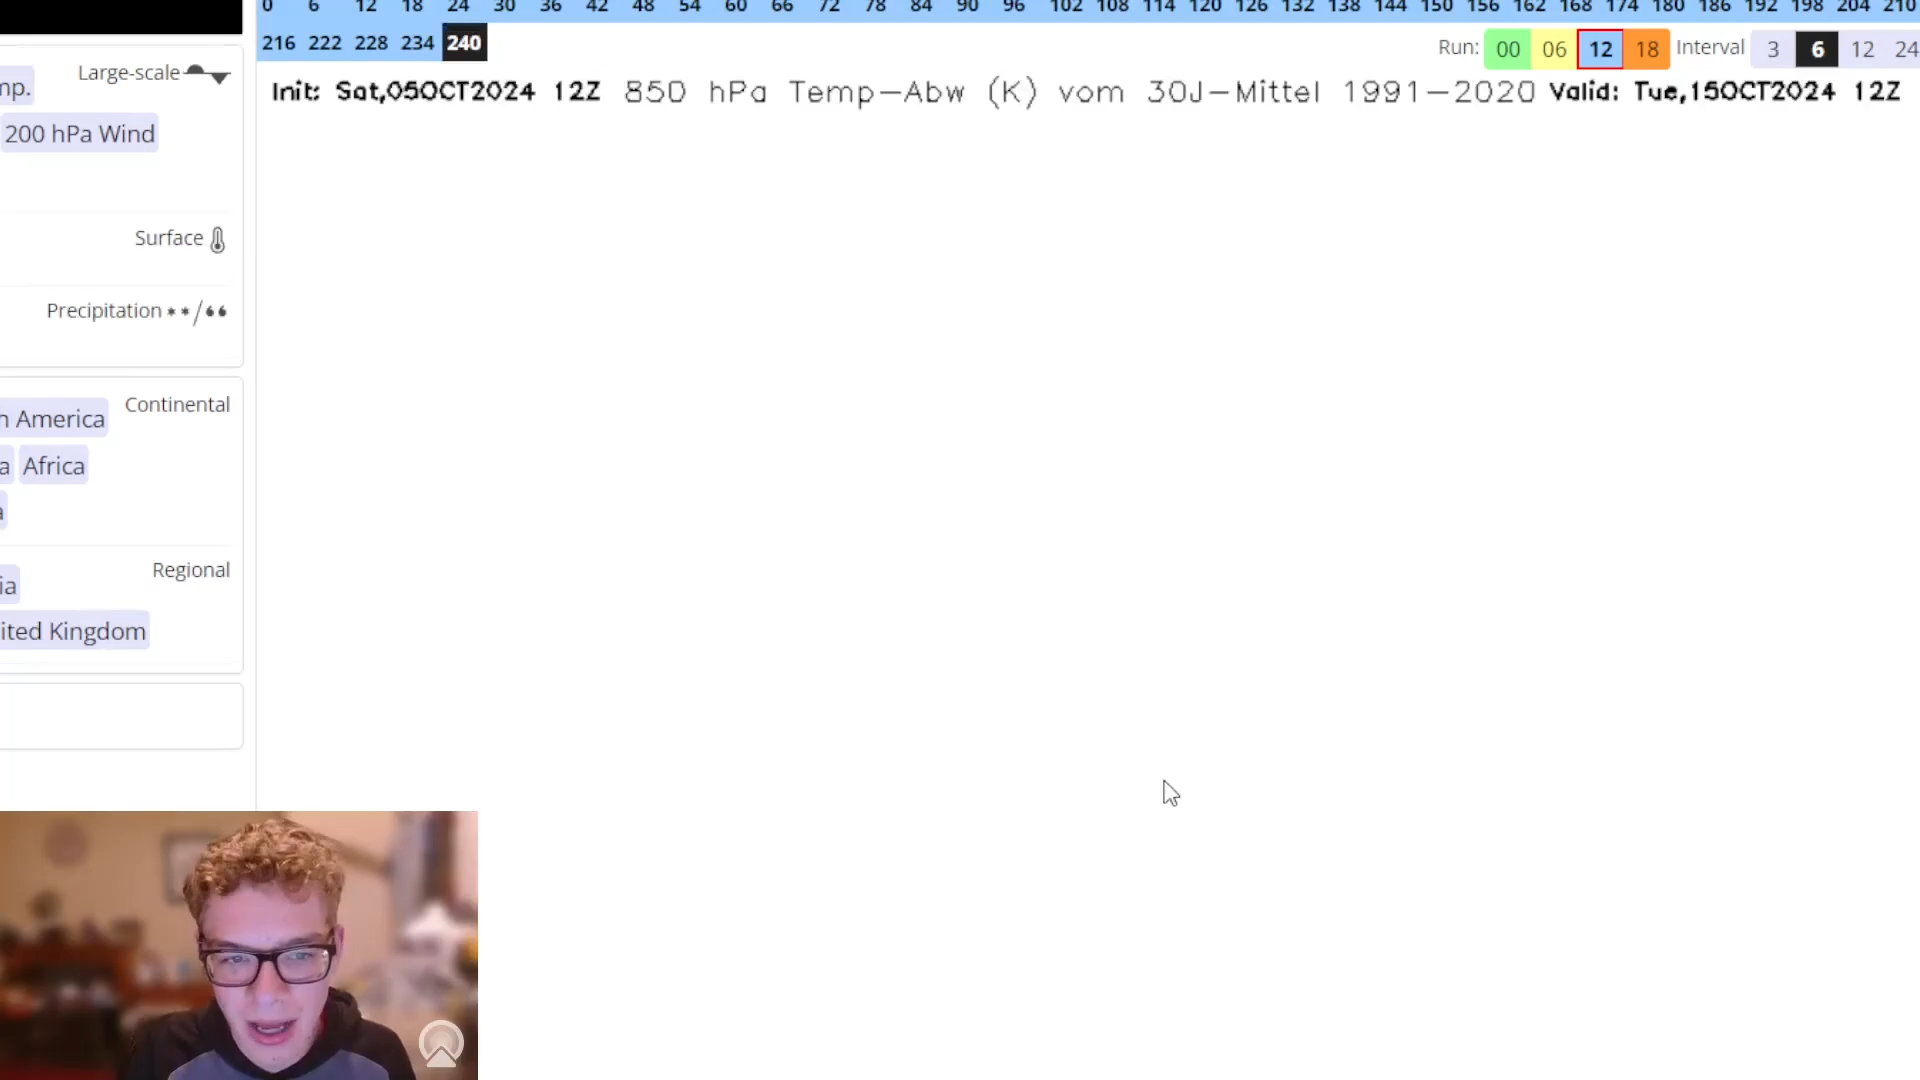 0 6 12 18 24 30 36 42 48 54 60 66 72 78 84 90 96 102 108 114 120 126 132 138 144 150 156 162 168 174 180 186 192 198 204 210
216 222 228 234 240
Run: 00 06 12 18 Interval 3 6 12 24
Init: Sat,05OCT2024 12Z 850 hPa Temp-Abw (K) vom 30J-Mittel 1991-2020 Valid: Tue,15OCT2024 12Z
Large-scale
mp.
200 hPa Wind
Surface
Precipitation
Continental
h America
a Africa
a
Regional
ia
ited Kingdom